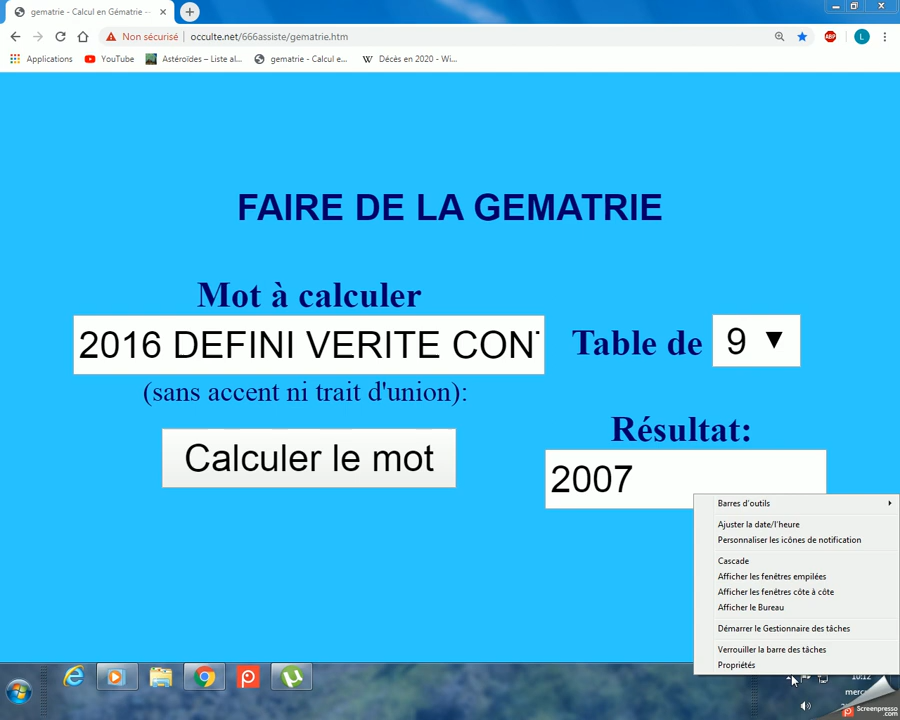 gematrie - Calcul en Gématrie -
Non sécurisé | occulte.net/666assiste/gematrie.htm
ABP
L
Applications YouTube Astéroïdes – Liste al... gematrie - Calcul e... W Décès en 2020 - Wi...
FAIRE DE LA GEMATRIE
Mot à calculer
2016 DEFINI VERITE CON
Table de 9
(sans accent ni trait d'union):
Calculer le mot
Résultat:
2007
Barres d'outils
Ajuster la date/l'heure
Personnaliser les icônes de notification
Cascade
Afficher les fenêtres empilées
Afficher les fenêtres côte à côte
Afficher le Bureau
Démarrer le Gestionnaire des tâches
Verrouiller la barre des tâches
Propriétés
10:12
mercr
Screenpresso
.com